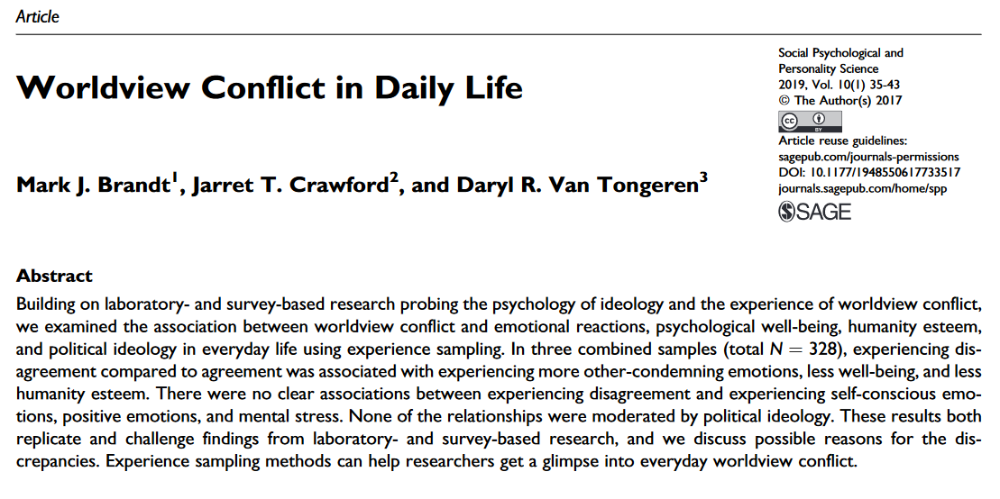 Article
Worldview Conflict in Daily Life
Social Psychological and
Personality Science
2019, Vol. 10(1) 35-43
© The Author(s) 2017
cc BY
Article reuse guidelines:
sagepub.com/journals-permissions
DOI: 10.1177/1948550617733517
journals.sagepub.com/home/spp
SAGE
Mark J. Brandt1, Jarret T. Crawford2, and Daryl R. Van Tongeren3
Abstract
Building on laboratory- and survey-based research probing the psychology of ideology and the experience of worldview conflict,
we examined the association between worldview conflict and emotional reactions, psychological well-being, humanity esteem,
and political ideology in everyday life using experience sampling. In three combined samples (total N = 328), experiencing dis-
agreement compared to agreement was associated with experiencing more other-condemning emotions, less well-being, and less
humanity esteem. There were no clear associations between experiencing disagreement and experiencing self-conscious emo-
tions, positive emotions, and mental stress. None of the relationships were moderated by political ideology. These results both
replicate and challenge findings from laboratory- and survey-based research, and we discuss possible reasons for the dis-
crepancies. Experience sampling methods can help researchers get a glimpse into everyday worldview conflict.